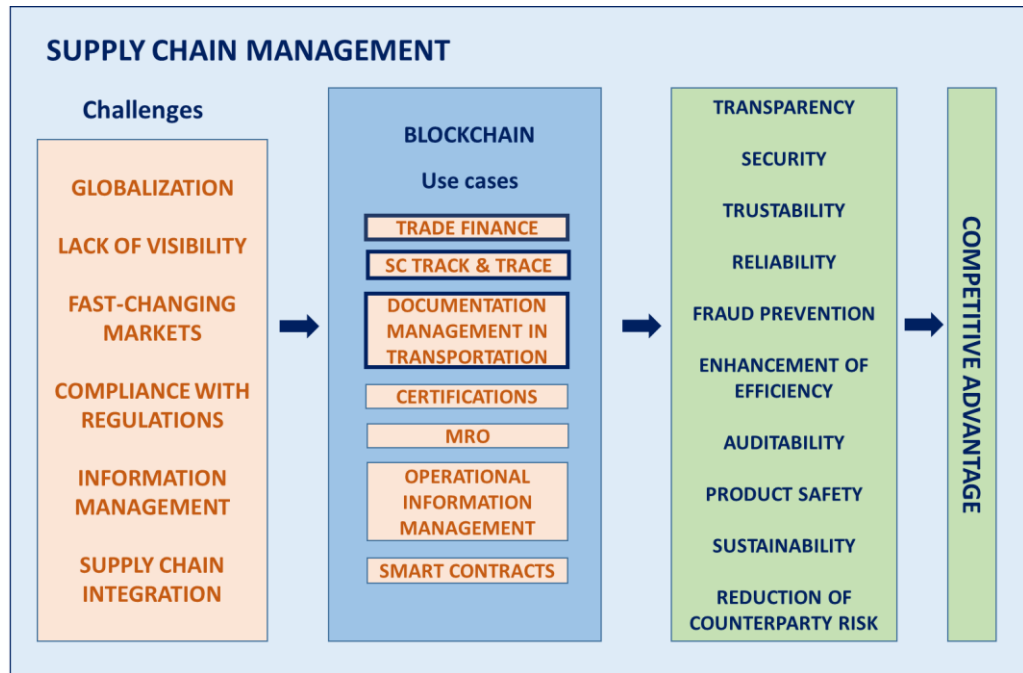 SUPPLY CHAIN MANAGEMENT
Challenges
GLOBALIZATION
LACK OF VISIBILITY
FAST-CHANGING
MARKETS
COMPLIANCE WITH
REGULATIONS
INFORMATION
MANAGEMENT
SUPPLY CHAIN
INTEGRATION
BLOCKCHAIN
Use cases
TRADE FINANCE
SC TRACK & TRACE
DOCUMENTATION
MANAGEMENT IN
TRANSPORTATION
CERTIFICATIONS
MRO
OPERATIONAL
INFORMATION
MANAGEMENT
SMART CONTRACTS
TRANSPARENCY
SECURITY
TRUSTABILITY
RELIABILITY
FRAUD PREVENTION
ENHANCEMENT OF
EFFICIENCY
AUDITABILITY
PRODUCT SAFETY
SUSTAINABILITY
REDUCTION OF
COUNTERPARTY RISK
COMPETITIVE ADVANTAGE